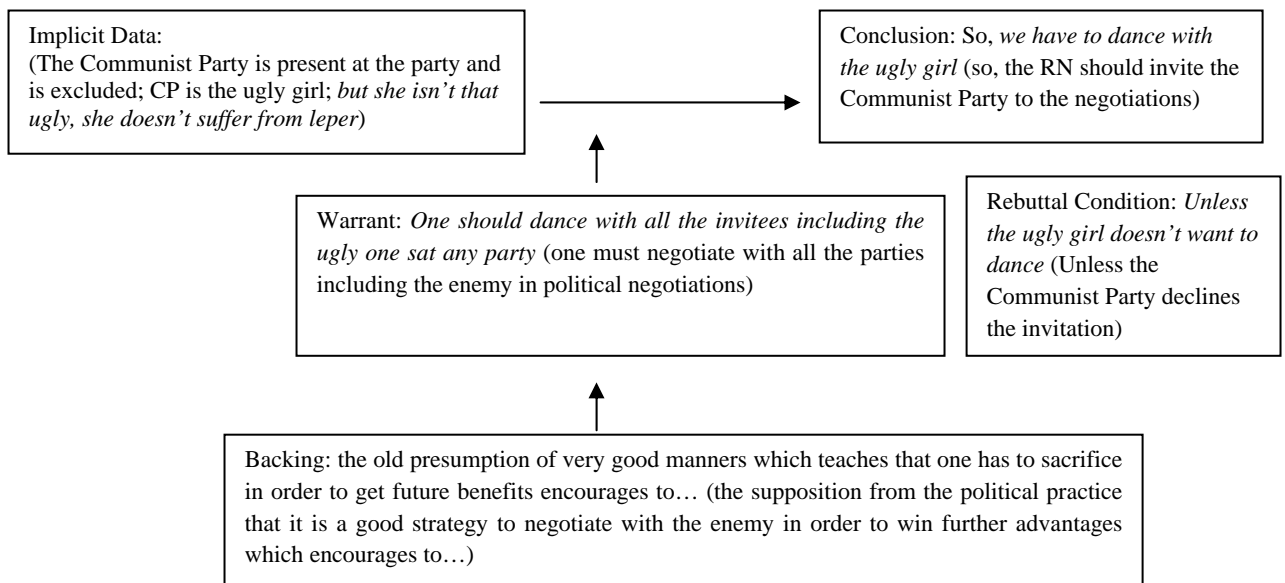 Implicit Data:
(The Communist Party is present at the party and
is excluded; CP is the ugly girl; but she isn't that
ugly, she doesn't suffer from leper)
Conclusion: So, we have to dance with
the ugly girl (so, the RN should invite the
Communist Party to the negotiations)
Warrant: One should dance with all the invitees including the
ugly one sat any party (one must negotiate with all the parties
including the enemy in political negotiations)
Rebuttal Condition: Unless
the ugly girl doesn't want to
dance (Unless the
Communist Party declines
the invitation)
Backing: the old presumption of very good manners which teaches that one has to sacrifice
in order to get future benefits encourages to… (the supposition from the political practice
that it is a good strategy to negotiate with the enemy in order to win further advantages
which encourages to…)